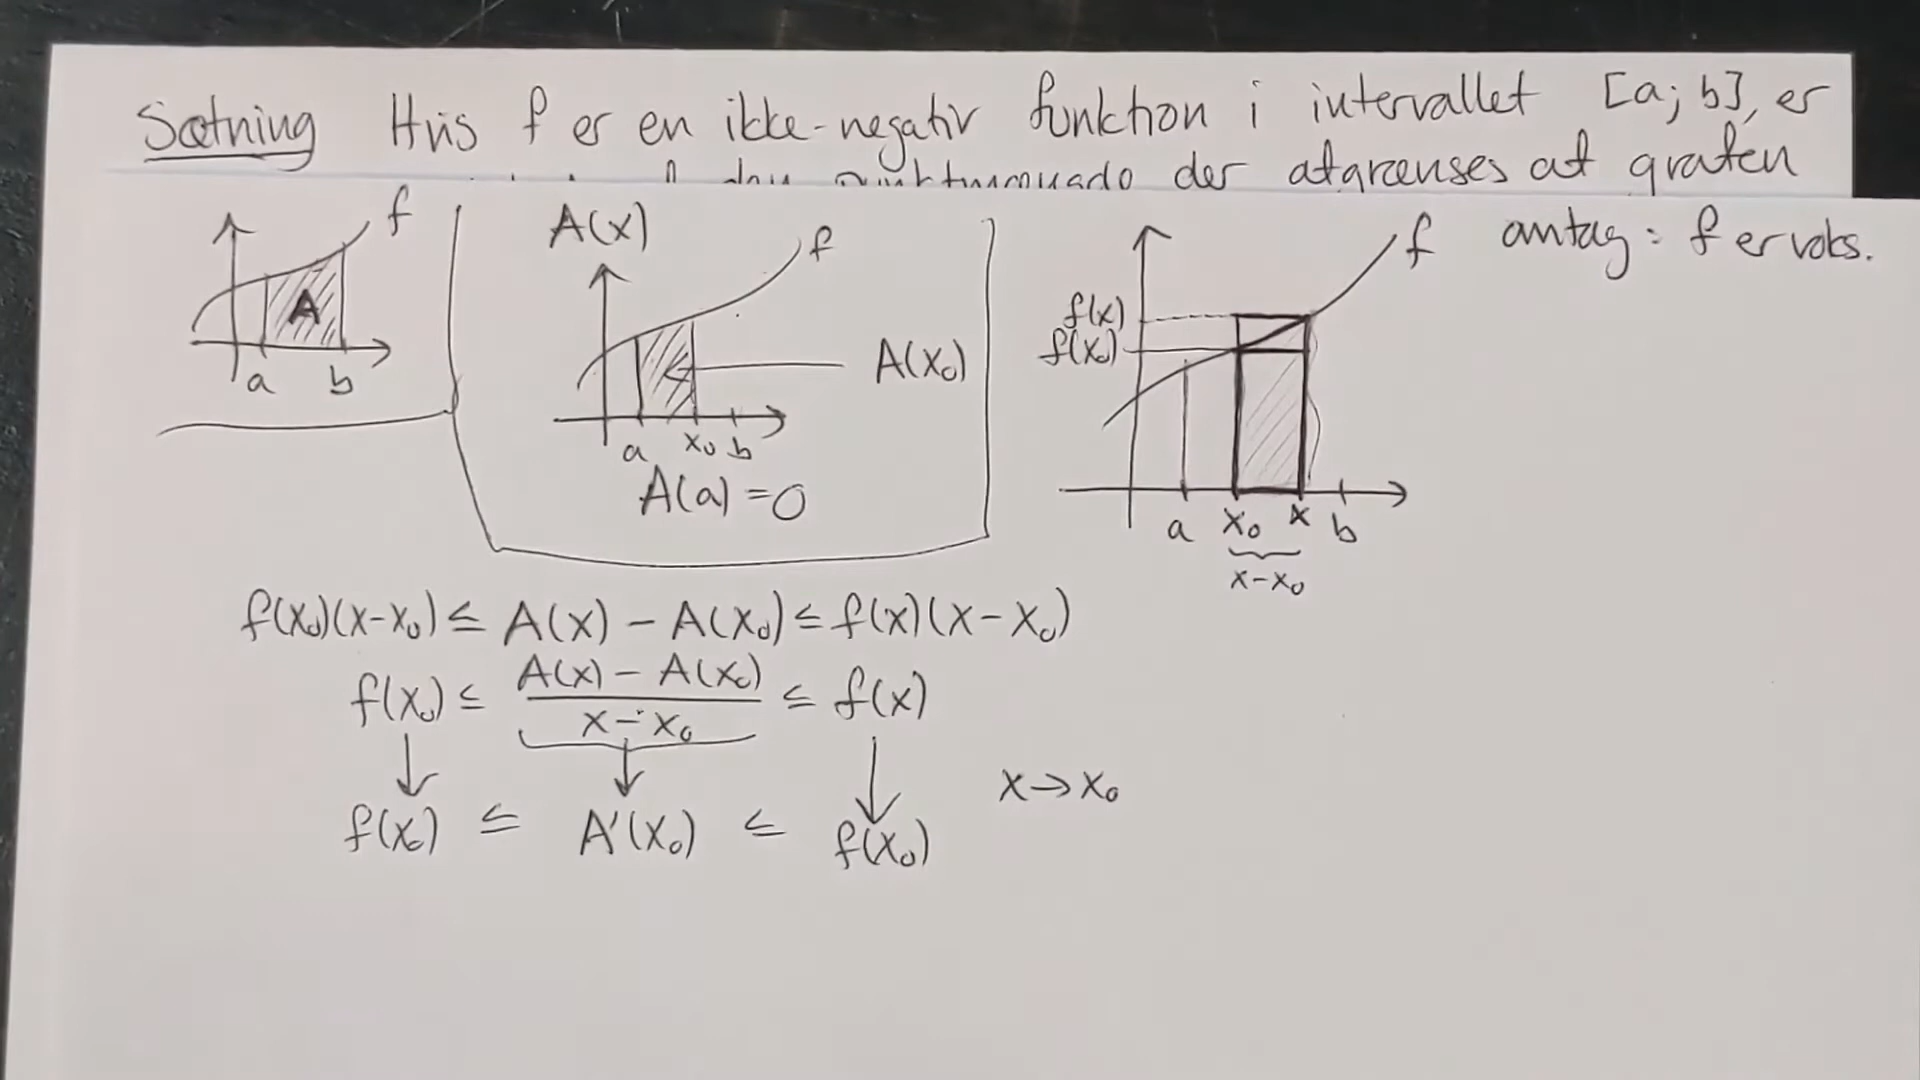 Sætning Hvis f er en ikke-negativ funktion i intervallet [a; b], er
der afgrænses af grafen
f
A
a b
A(x)
f
A(x₀)
a x₀ b
A(a) = 0
f antag: f er voks.
f(x)
f(x₀)
a x₀ x b
x-x₀
f(x₀)(x-x₀) ≤ A(x) - A(x₀) ≤ f(x)(x-x₀)
f(x₀) ≤ \frac{A(x) - A(x₀)}{x - x₀} ≤ f(x)
↓ ↓ ↓
f(x₀) ≤ A'(x₀) ≤ f(x₀) x → x₀